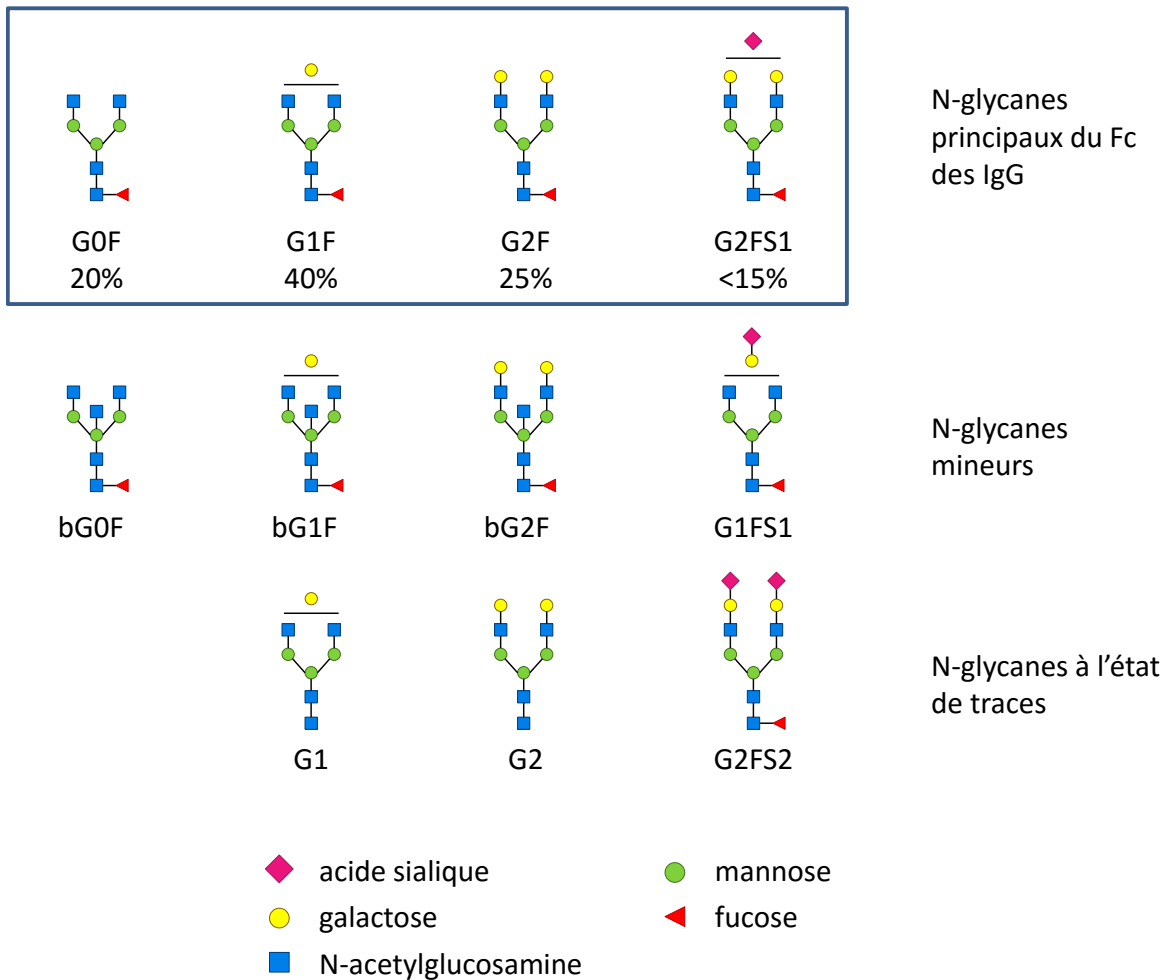 G0F
20%
G1F
40%
G2F
25%
G2FS1
<15%
N-glycanes
principaux du Fc
des IgG
bG0F
bG1F
bG2F
G1FS1
N-glycanes
mineurs
G1
G2
G2FS2
N-glycanes à l'état
de traces
acide sialique
galactose
N-acetylglucosamine
mannose
fucose